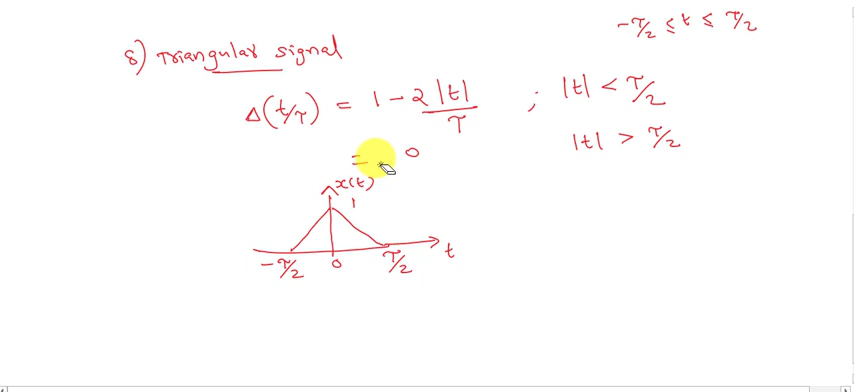 -τ/2 ≤ t ≤ τ/2
8) Triangular signal
Δ(t/τ) = 1 - 2 |t|/τ ; |t| < τ/2
= 0 |t| > τ/2
x(t)
1
-τ/2 0 τ/2 t